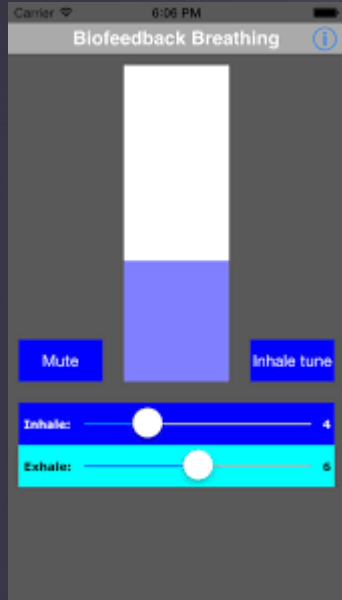 Carrier 6:06 PM
Biofeedback Breathing
i
Mute
Inhale tune
Inhale: 4
Exhale: 6